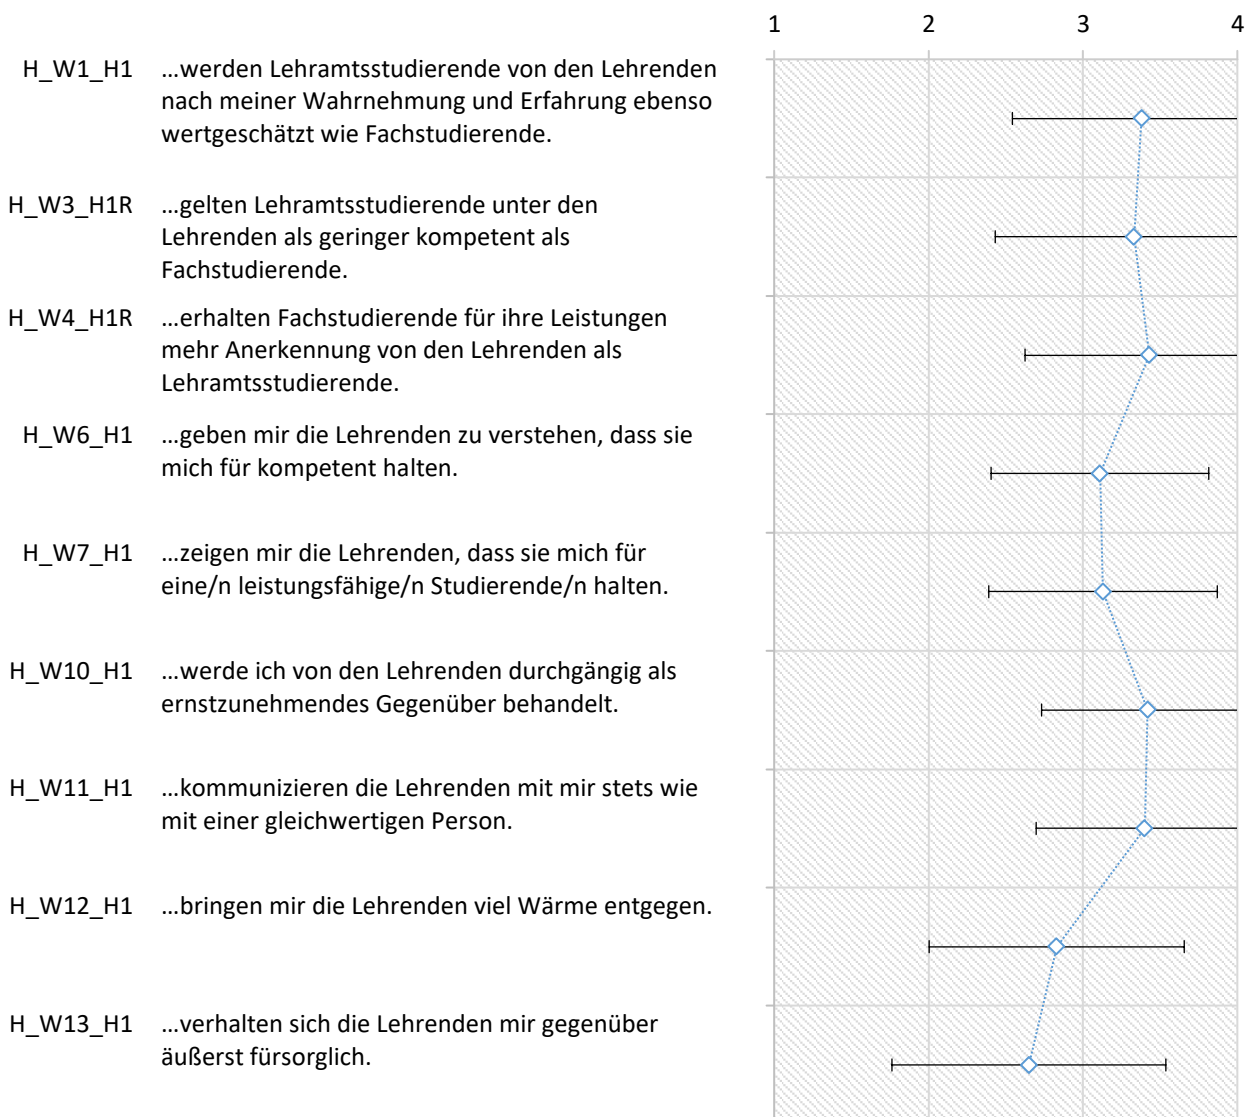 1 2 3 4
H_W1_H1 ...werden Lehramtsstudierende von den Lehrenden
nach meiner Wahrnehmung und Erfahrung ebenso
wertgeschätzt wie Fachstudierende.
H_W3_H1R ...gelten Lehramtsstudierende unter den
Lehrenden als geringer kompetent als
Fachstudierende.
H_W4_H1R ...erhalten Fachstudierende für ihre Leistungen
mehr Anerkennung von den Lehrenden als
Lehramtsstudierende.
H_W6_H1 ...geben mir die Lehrenden zu verstehen, dass sie
mich für kompetent halten.
H_W7_H1 ...zeigen mir die Lehrenden, dass sie mich für
eine/n leistungsfähige/n Studierende/n halten.
H_W10_H1 ...werde ich von den Lehrenden durchgängig als
ernstzunehmendes Gegenüber behandelt.
H_W11_H1 ...kommunizieren die Lehrenden mit mir stets wie
mit einer gleichwertigen Person.
H_W12_H1 ...bringen mir die Lehrenden viel Wärme entgegen.
H_W13_H1 ...verhalten sich die Lehrenden mir gegenüber
äußerst fürsorglich.